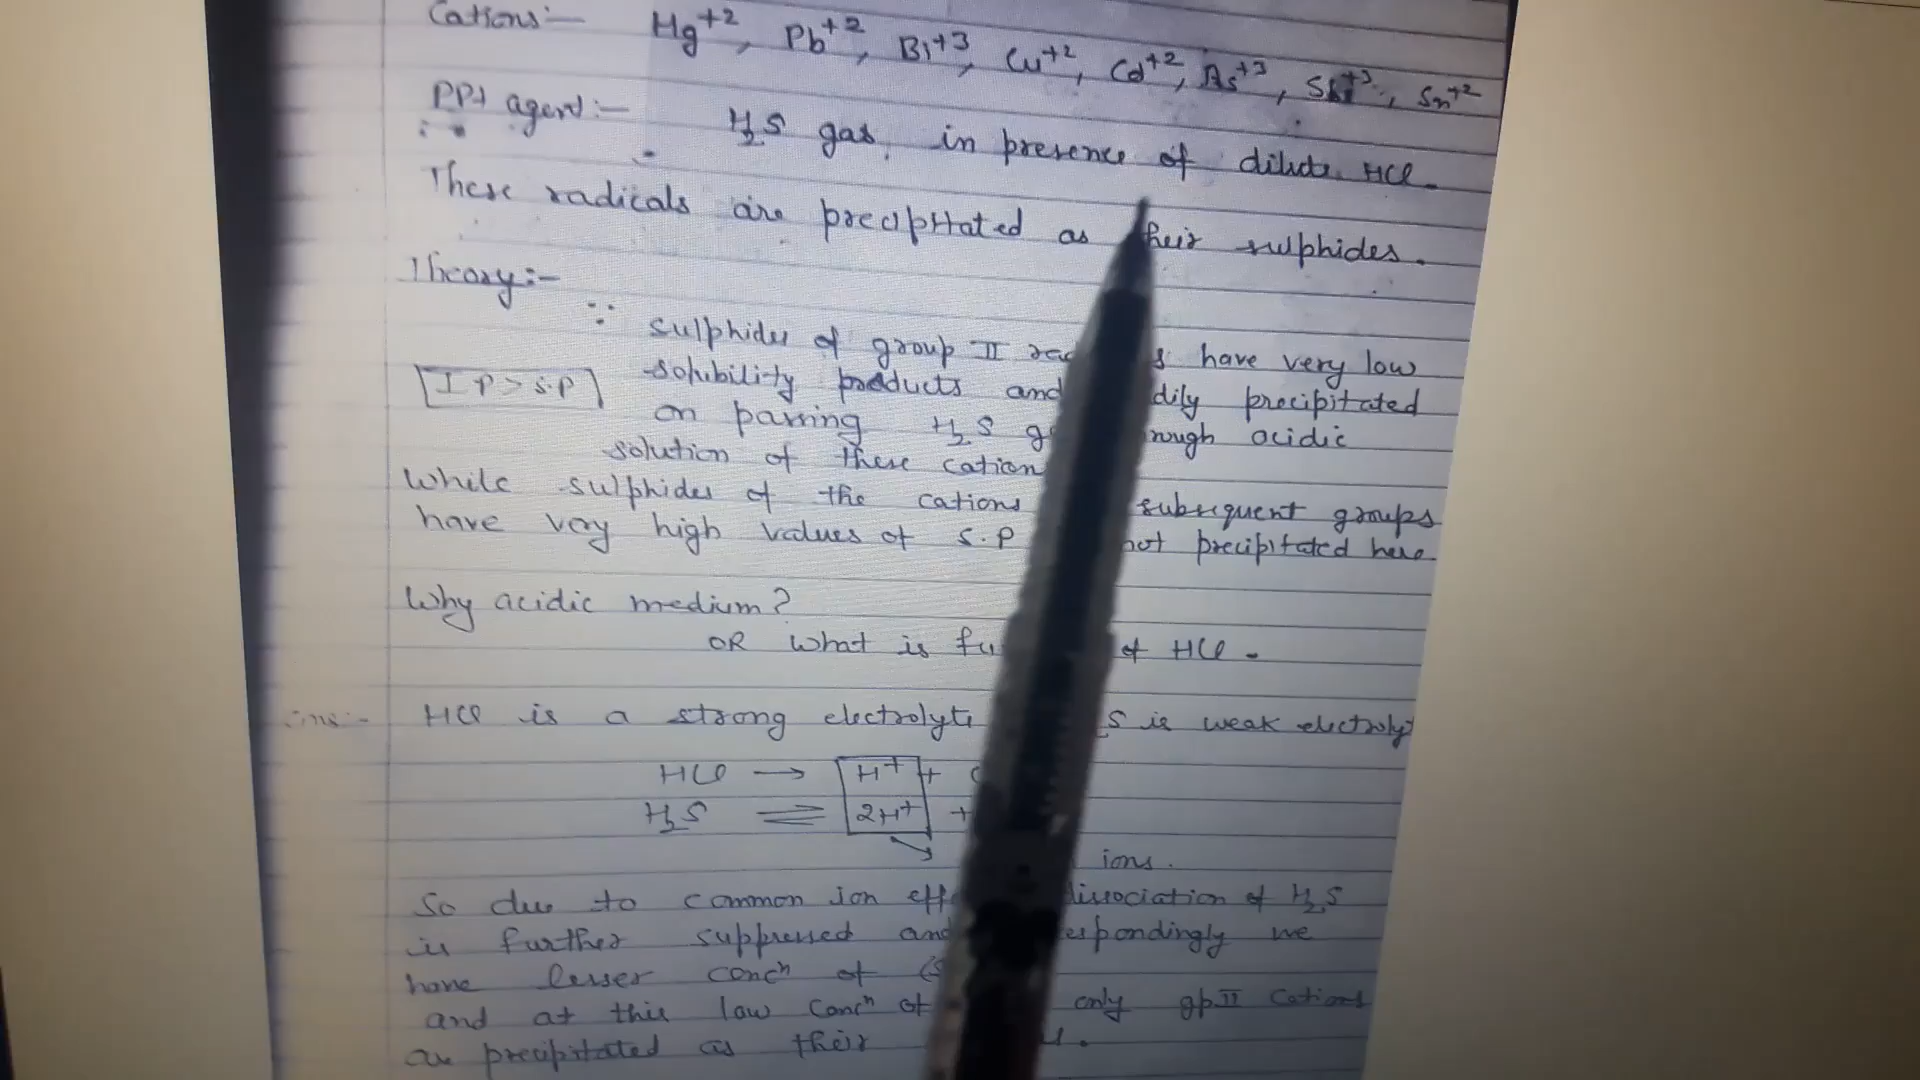 Cations:- Hg+2, Pb+2, Bi+3, Cu+2, Cd+2, As+3, Sb+3, Sn+2
PPt agent:- H2S gas, in presence of dilute HCl.
These radicals are precipitated as their sulphides.
Theory:-
∵ sulphides of group II have very low
[I P > S.P] solubility products and precipitated
on passing H2S acidic
solution of these cation
While sulphides of the cations subsequent groups
have very high values of S.P not precipitated here
Why acidic medium?
OR What is of HCl.
Ans:- HCl is a strong electrolyte is weak electroly
HCl → H+ +
H2S ⇌ 2H+ +
ions.
So due to common ion dissociation of H2S
is further suppressed and we
have lesser concn of
and at this low concn of only gp II cations
are precipitated as their